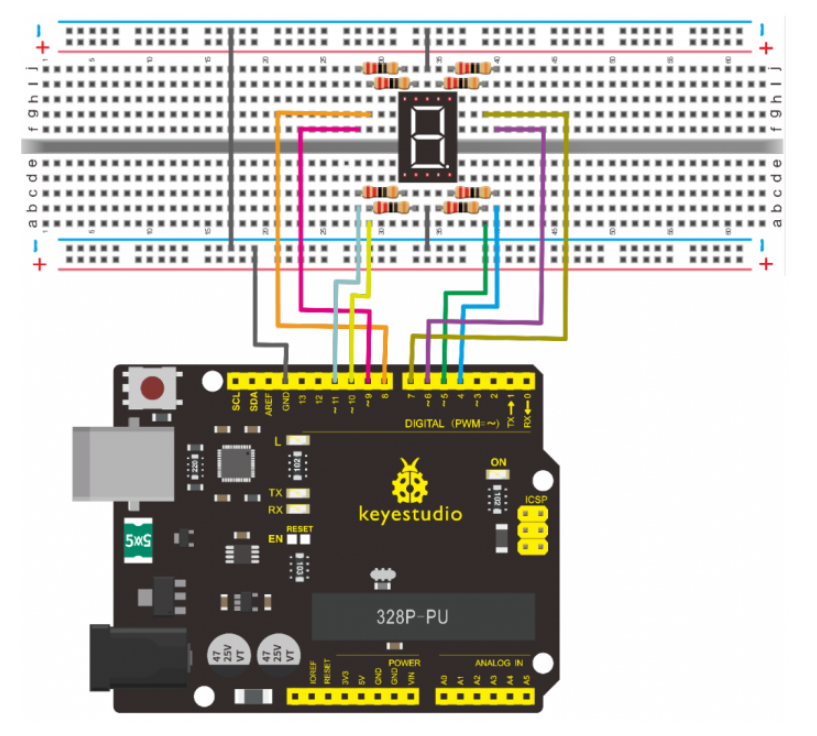 j
i
h
g
f
e
d
c
b
a
1 5 10 15 20 25 30 35 40 45 50 55 60
SCL
SDA
AREF
GND
13
12
~11
~10
~9
8
7
~6
~5
4
~3
2
TX→1
RX←0
DIGITAL (PWM=~)
L
220
102
TX
RX
ON
102
ICSP
keyestudio
5x5
EN
RESET
103
328P-PU
47
25V
VT
47
25V
VT
POWER
ANALOG IN
IOREF
RESET
3V3
5V
GND
GND
VIN
A0
A1
A2
A3
A4
A5